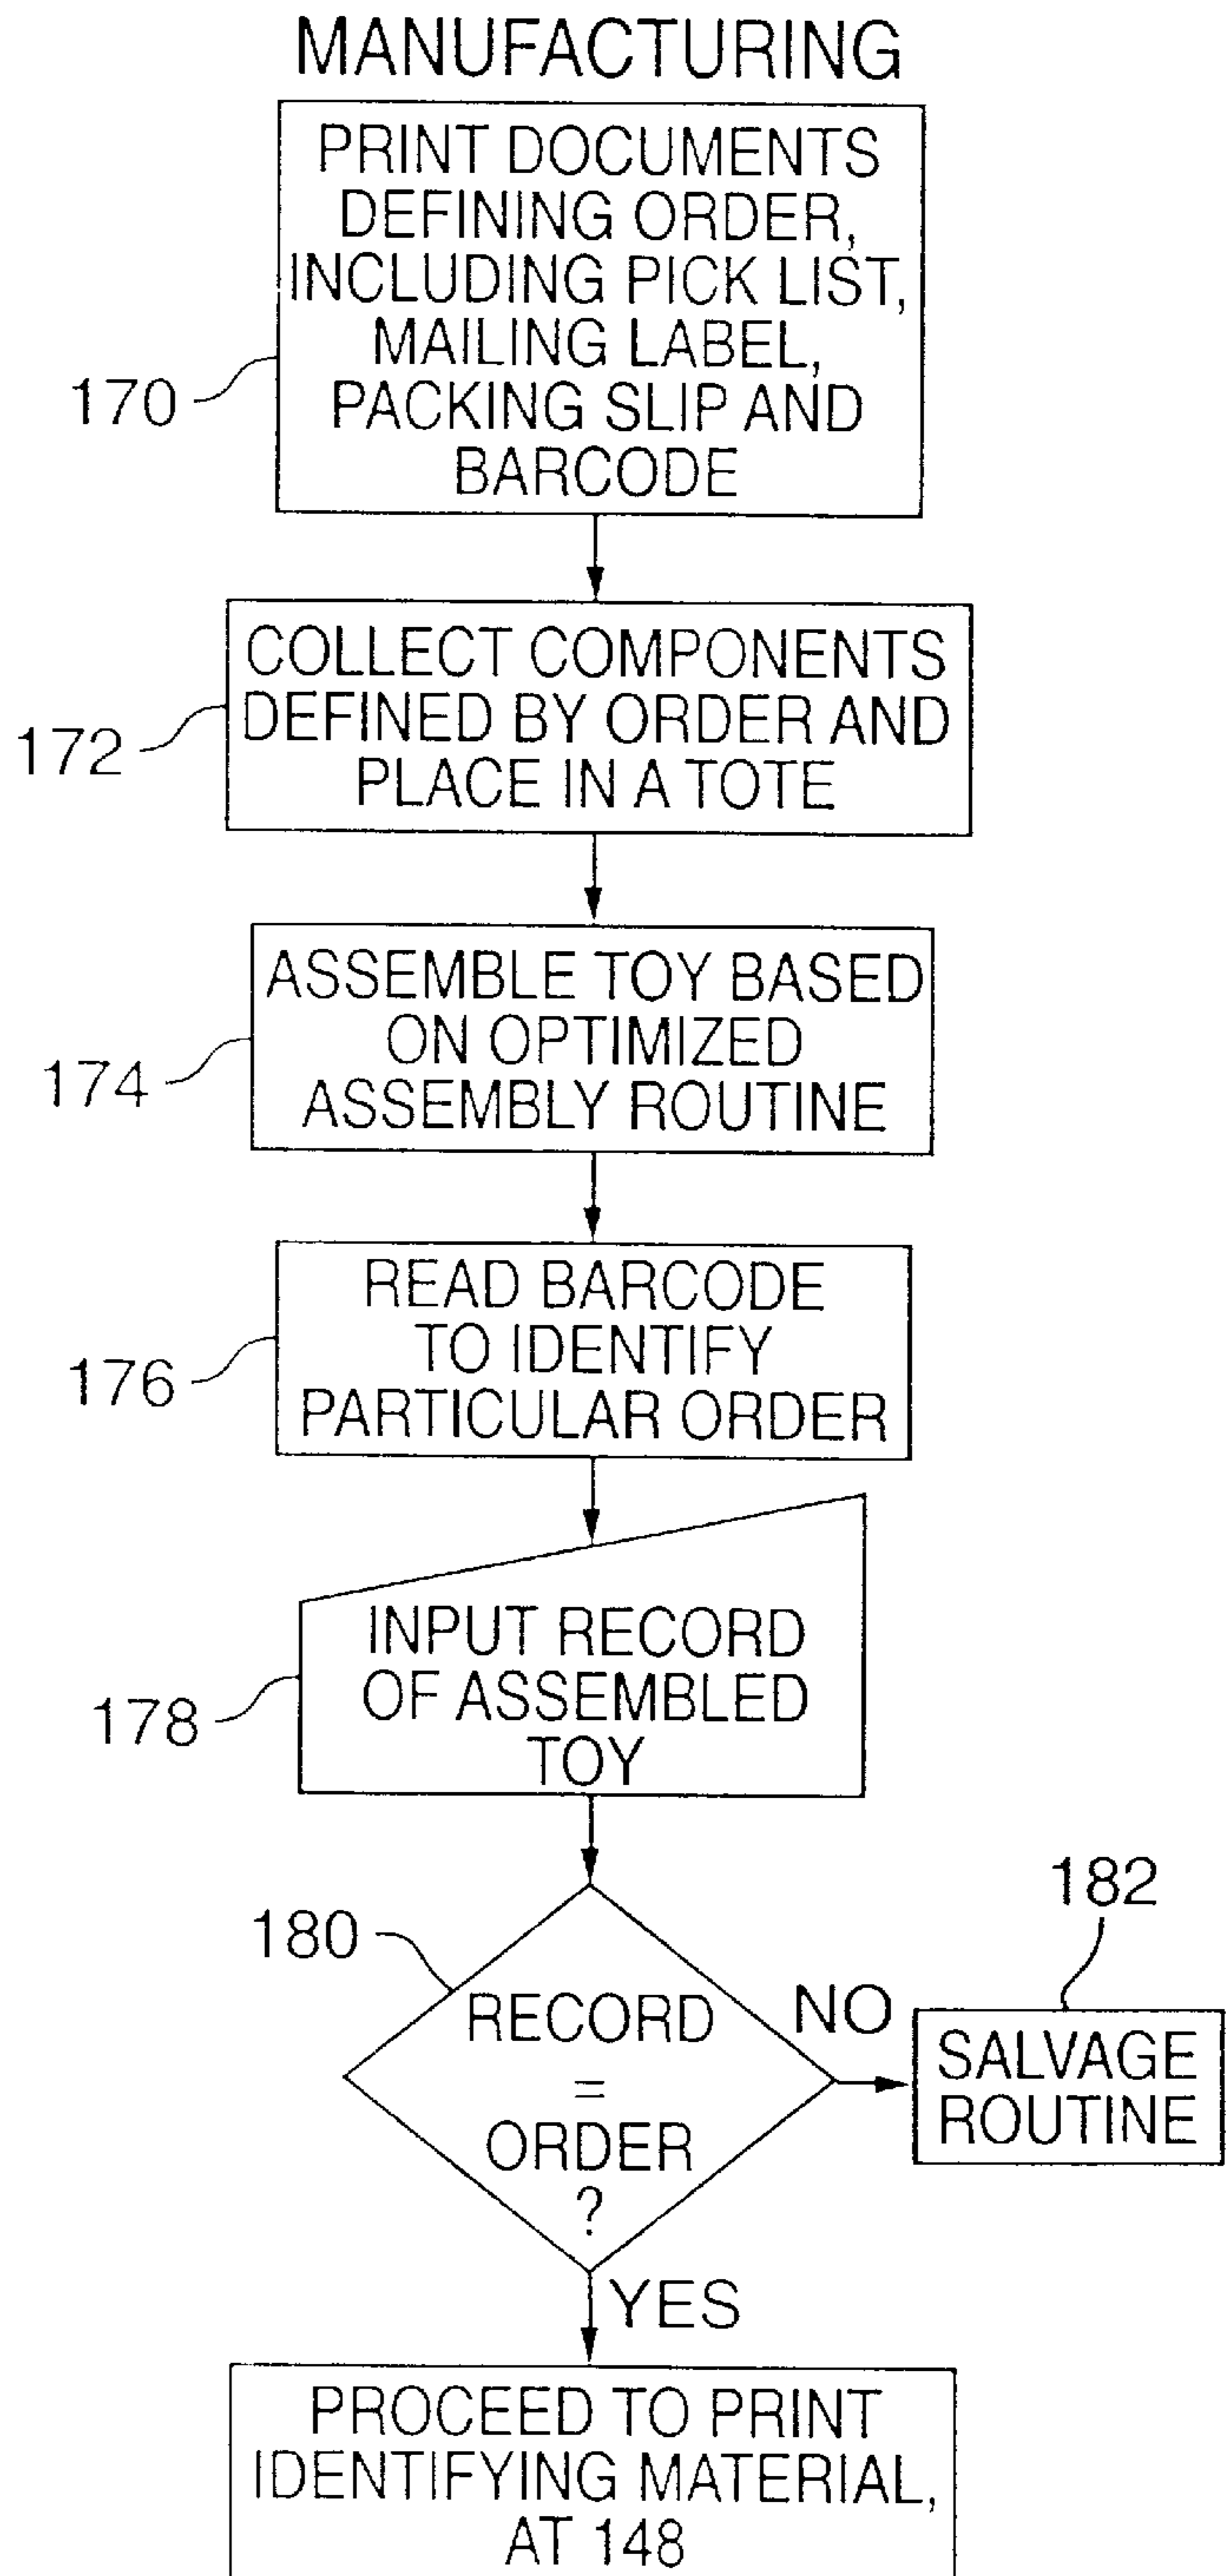 MANUFACTURING
PRINT DOCUMENTS
DEFINING ORDER,
INCLUDING PICK LIST,
MAILING LABEL,
PACKING SLIP AND
BARCODE
170
COLLECT COMPONENTS
DEFINED BY ORDER AND
PLACE IN A TOTE
172
ASSEMBLE TOY BASED
ON OPTIMIZED
ASSEMBLY ROUTINE
174
READ BARCODE
TO IDENTIFY
PARTICULAR ORDER
176
INPUT RECORD
OF ASSEMBLED
TOY
178
180
RECORD
=
ORDER
?
NO
182
SALVAGE
ROUTINE
YES
PROCEED TO PRINT
IDENTIFYING MATERIAL,
AT 148